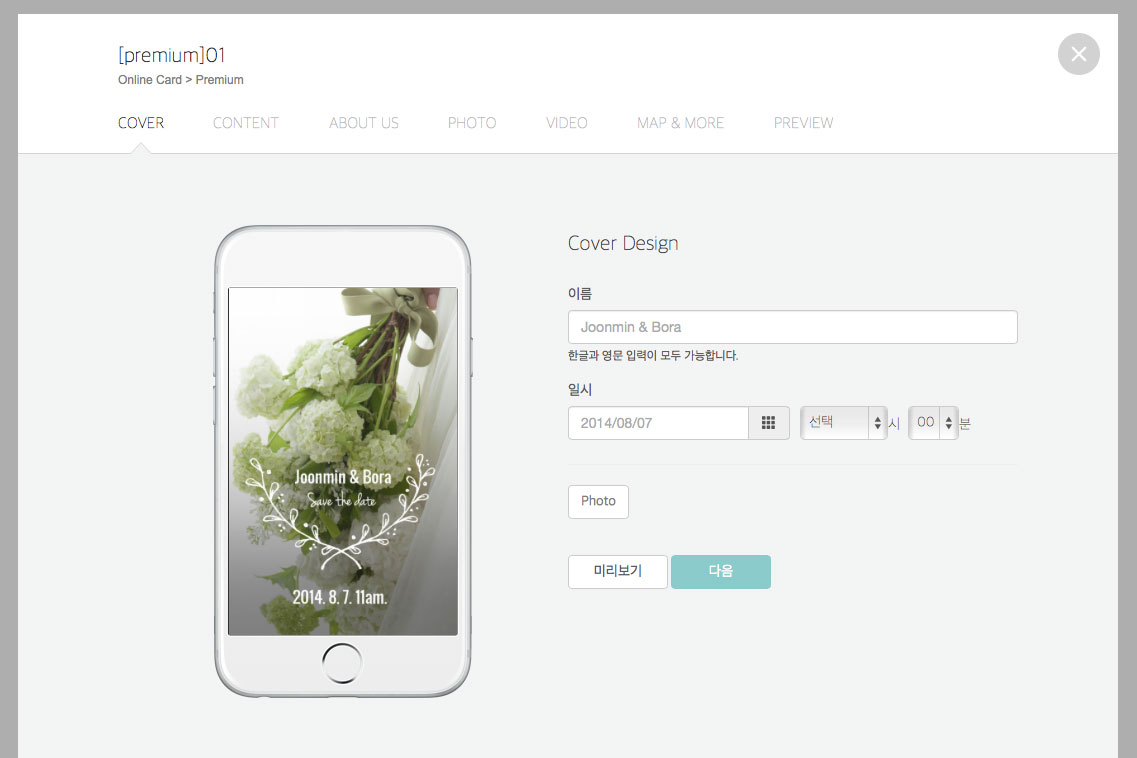 [premium]01
Online Card > Premium
COVER CONTENT ABOUT US PHOTO VIDEO MAP & MORE PREVIEW
Joonmin & Bora
Save the date
2014. 8. 7. 11am.
Cover Design
이름
Joonmin & Bora
한글과 영문 입력이 모두 가능합니다.
일시
2014/08/07 선택 시 00 분
Photo
미리보기 다음